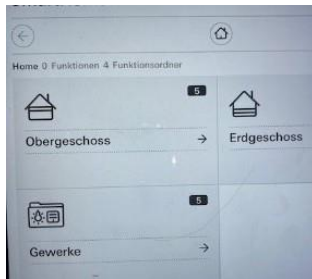 Home 0 Funktionen 4 Funktionsordner
5
Obergeschoss
Erdgeschoss
5
Gewerke